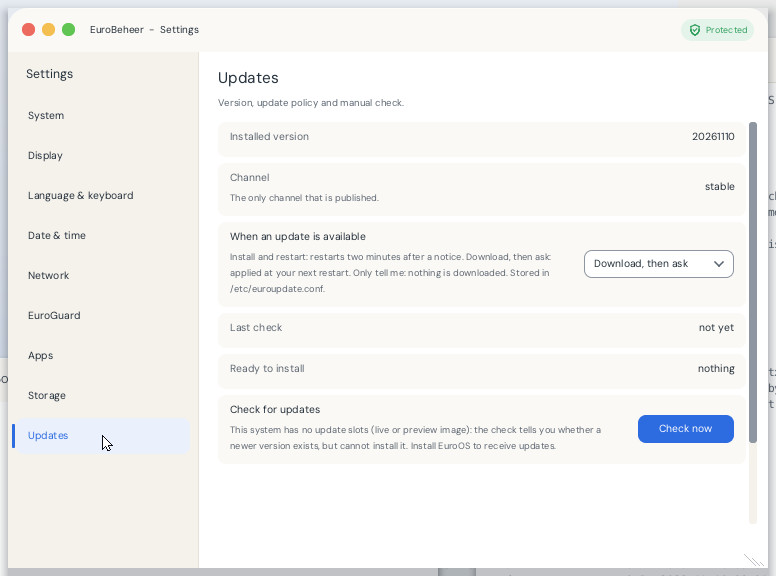 EuroBeheer - Settings
Protected
Settings
System
Display
Language & keyboard
Date & time
Network
EuroGuard
Apps
Storage
Updates
Updates
Version, update policy and manual check.
Installed version
20261110
Channel
The only channel that is published.
stable
When an update is available
Install and restart: restarts two minutes after a notice. Download, then ask:
applied at your next restart. Only tell me: nothing is downloaded. Stored in
/etc/euroupdate.conf.
Download, then ask
Last check
not yet
Ready to install
nothing
Check for updates
This system has no update slots (live or preview image): the check tells you whether a
newer version exists, but cannot install it. Install EuroOS to receive updates.
Check now